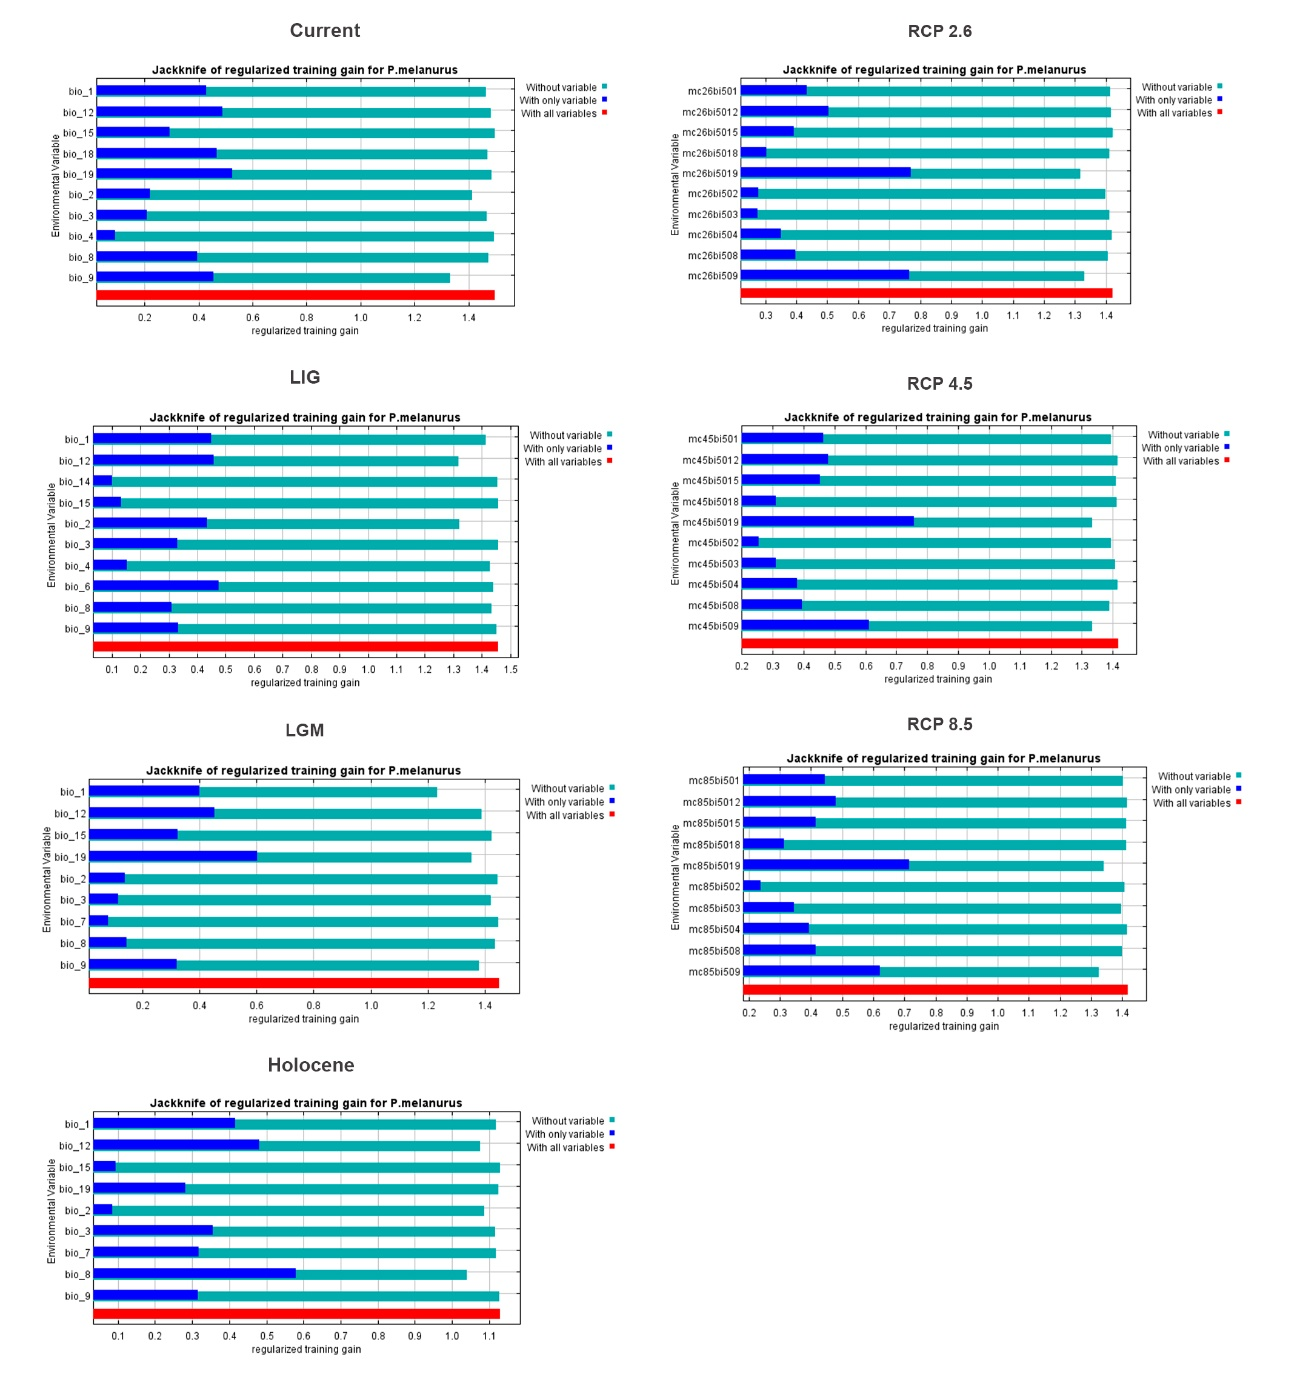 Current
Jackknife of regularized training gain for P.melanurus
Environmental Variable
bio_1
bio_12
bio_15
bio_18
bio_19
bio_2
bio_3
bio_4
bio_8
bio_9
0.2 0.4 0.6 0.8 1.0 1.2 1.4
regularized training gain
Without variable
With only variable
With all variables
RCP 2.6
Jackknife of regularized training gain for P.melanurus
Environmental Variable
mc26bi501
mc26bi5012
mc26bi5015
mc26bi5018
mc26bi5019
mc26bi502
mc26bi503
mc26bi504
mc26bi508
mc26bi509
0.3 0.4 0.5 0.6 0.7 0.8 0.9 1.0 1.1 1.2 1.3 1.4
regularized training gain
Without variable
With only variable
With all variables
LIG
Jackknife of regularized training gain for P.melanurus
Environmental Variable
bio_1
bio_12
bio_14
bio_15
bio_2
bio_3
bio_4
bio_6
bio_8
bio_9
0.1 0.2 0.3 0.4 0.5 0.6 0.7 0.8 0.9 1.0 1.1 1.2 1.3 1.4 1.5
regularized training gain
Without variable
With only variable
With all variables
RCP 4.5
Jackknife of regularized training gain for P.melanurus
Environmental Variable
mc45bi501
mc45bi5012
mc45bi5015
mc45bi5018
mc45bi5019
mc45bi502
mc45bi503
mc45bi504
mc45bi508
mc45bi509
0.2 0.3 0.4 0.5 0.6 0.7 0.8 0.9 1.0 1.1 1.2 1.3 1.4
regularized training gain
Without variable
With only variable
With all variables
LGM
Jackknife of regularized training gain for P.melanurus
Environmental Variable
bio_1
bio_12
bio_15
bio_19
bio_2
bio_3
bio_7
bio_8
bio_9
0.2 0.4 0.6 0.8 1.0 1.2 1.4
regularized training gain
Without variable
With only variable
With all variables
RCP 8.5
Jackknife of regularized training gain for P.melanurus
Environmental Variable
mc85bi501
mc85bi5012
mc85bi5015
mc85bi5018
mc85bi5019
mc85bi502
mc85bi503
mc85bi504
mc85bi508
mc85bi509
0.2 0.3 0.4 0.5 0.6 0.7 0.8 0.9 1.0 1.1 1.2 1.3 1.4
regularized training gain
Without variable
With only variable
With all variables
Holocene
Jackknife of regularized training gain for P.melanurus
Environmental Variable
bio_1
bio_12
bio_15
bio_19
bio_2
bio_3
bio_7
bio_8
bio_9
0.1 0.2 0.3 0.4 0.5 0.6 0.7 0.8 0.9 1.0 1.1
regularized training gain
Without variable
With only variable
With all variables